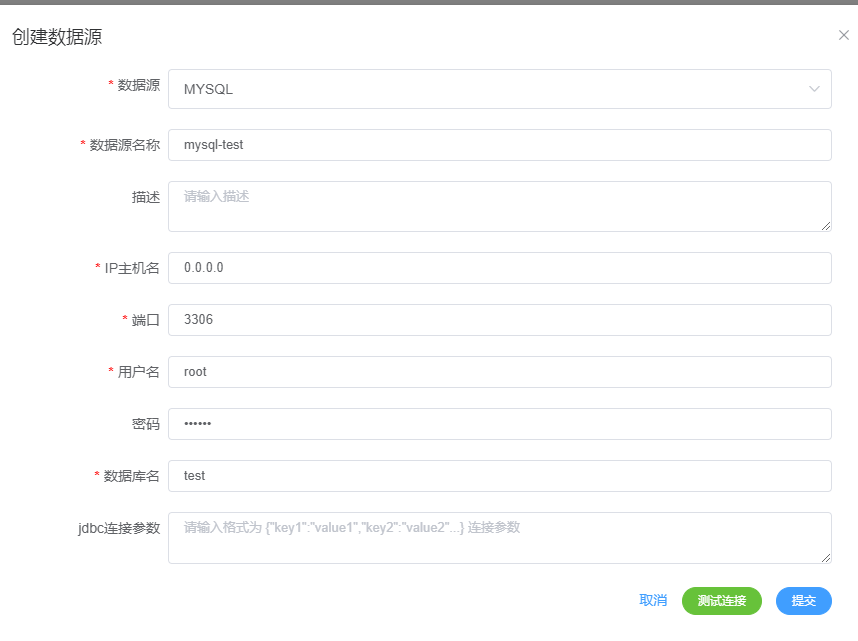 创建数据源
* 数据源 MYSQL
* 数据源名称 mysql-test
描述 请输入描述
* IP主机名 0.0.0.0
* 端口 3306
* 用户名 root
密码 ••••••
* 数据库名 test
jdbc连接参数 请输入格式为 {"key1":"value1","key2":"value2"...} 连接参数
取消 测试连接 提交